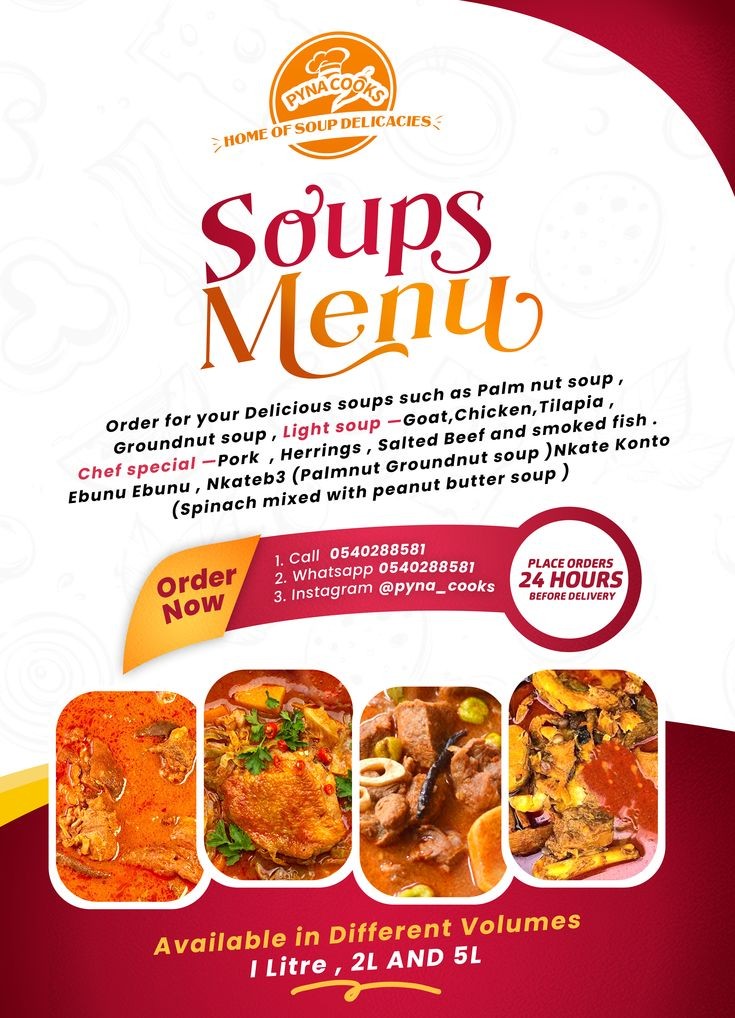 PYNA COOKS
HOME OF SOUP DELICACIES
Soups
Menu
Order for your Delicious soups such as Palm nut soup ,
Groundnut soup , Light soup —Goat,Chicken,Tilapia ,
Chef special —Pork , Herrings , Salted Beef and smoked fish .
Ebunu Ebunu , Nkateb3 (Palmnut Groundnut soup )Nkate Konto
(Spinach mixed with peanut butter soup )
Order
Now
1. Call 0540288581
2. Whatsapp 0540288581
3. Instagram @pyna_cooks
PLACE ORDERS
24 HOURS
BEFORE DELIVERY
Available in Different Volumes
I Litre , 2L AND 5L